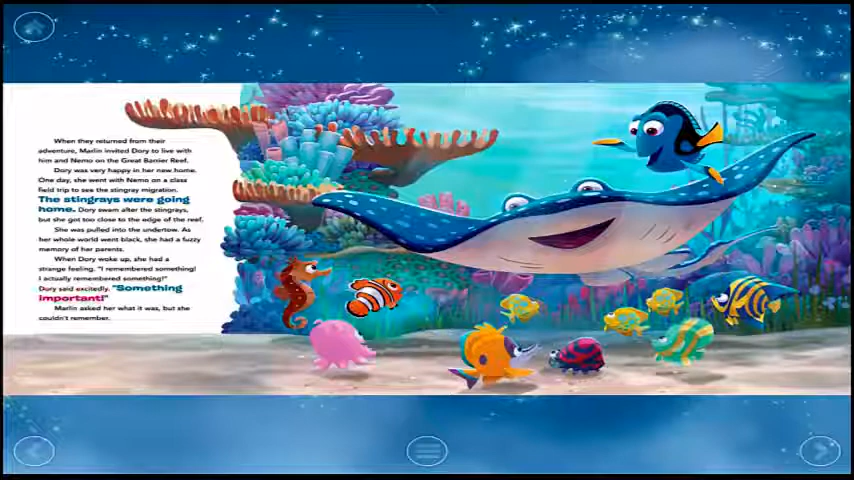 When they returned from their
adventure, Marlin invited Dory to live with
him and Nemo on the Great Barrier Reef.
Dory was very happy in her new home.
One day, she went with Nemo on a class
field trip to see the stingray migration.
The stingrays were going
home. Dory swam after the stingrays,
but she got too close to the edge of the reef.
She was pulled into the undertow. As
her whole world went black, she had a fuzzy
memory of her parents.
When Dory woke up, she had a
strange feeling. "I remembered something!
I actually remembered something!"
Dory said excitedly. "Something
important!"
Marlin asked her what it was, but she
couldn't remember.